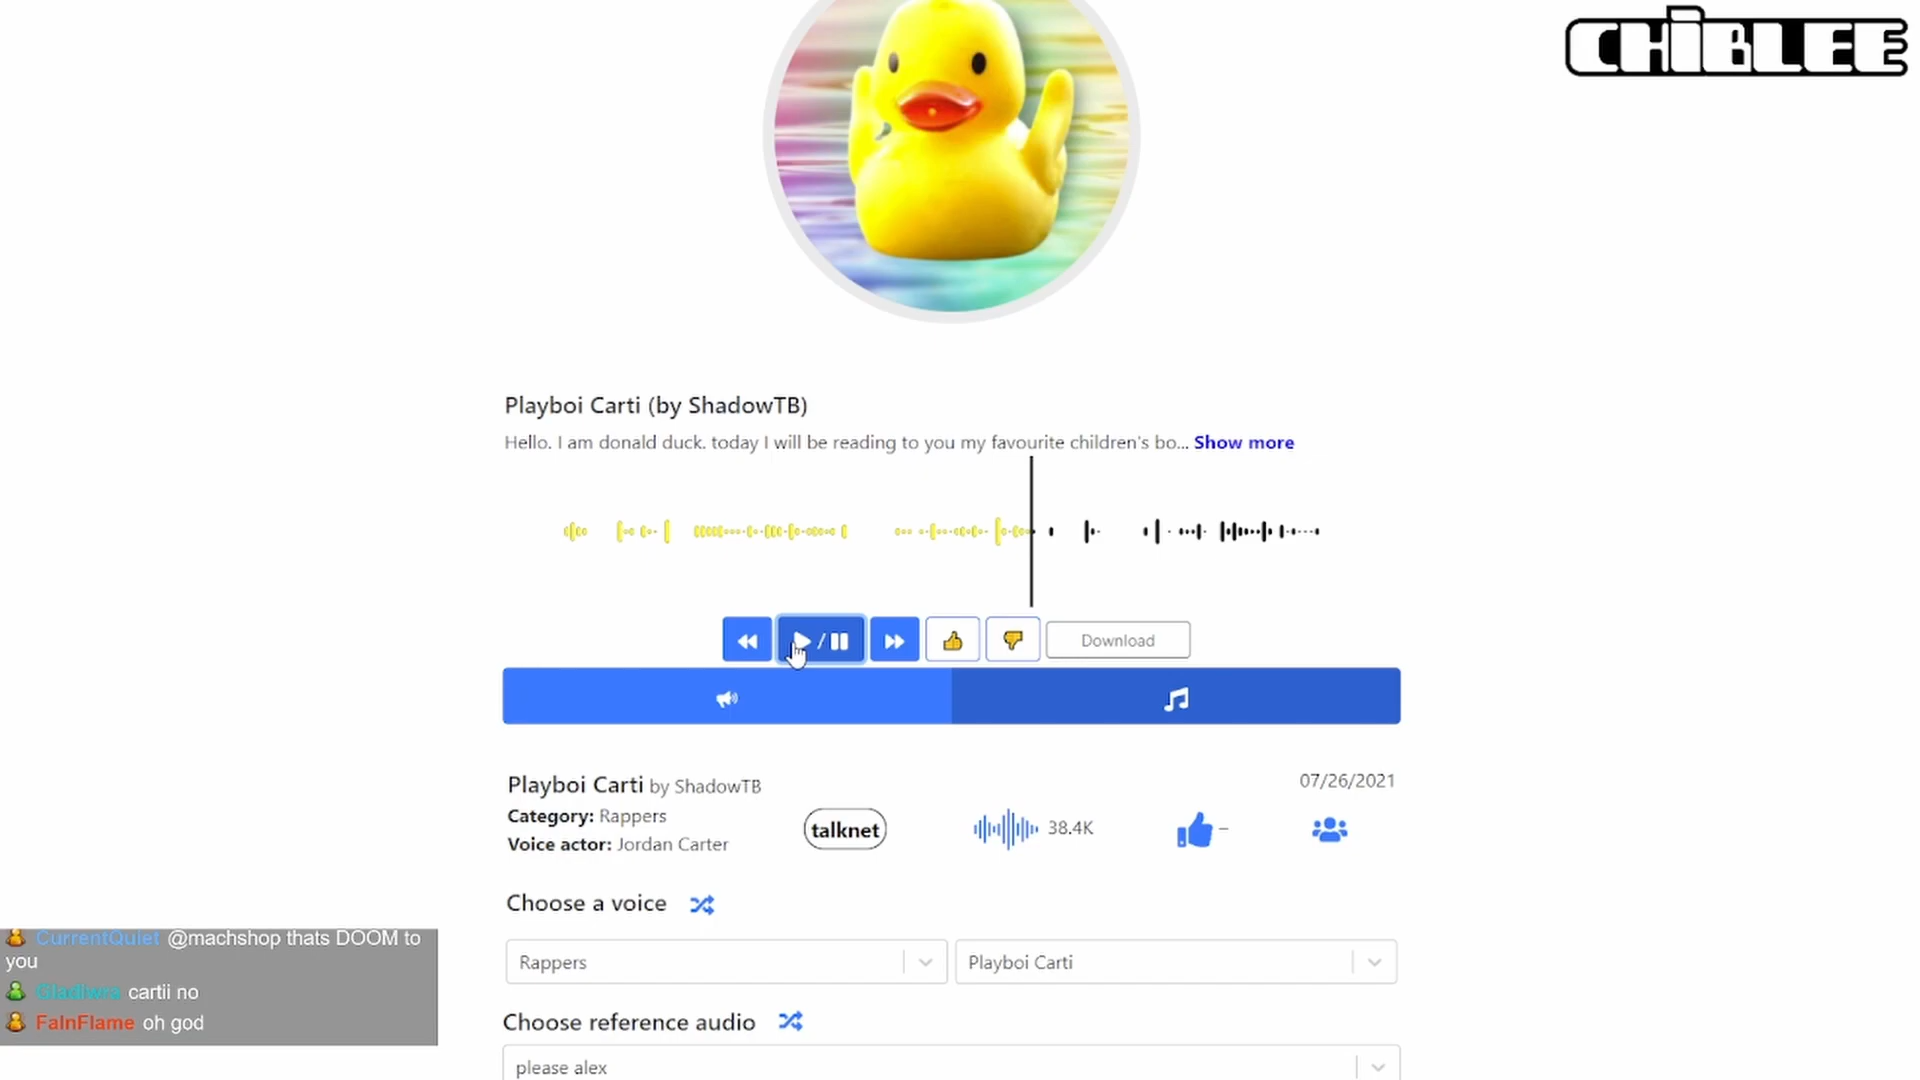 CHIBLEE
Playboi Carti (by ShadowTB)
Hello. I am donald duck. today I will be reading to you my favourite children's bo... Show more
/
Download
Playboi Carti by ShadowTB
07/26/2021
Category: Rappers
Voice actor: Jordan Carter
talknet
38.4K
–
Choose a voice
Rappers
Playboi Carti
Choose reference audio
please alex
CurrentQuiet @machshop thats DOOM to
you
cartii no
FaInFlame oh god